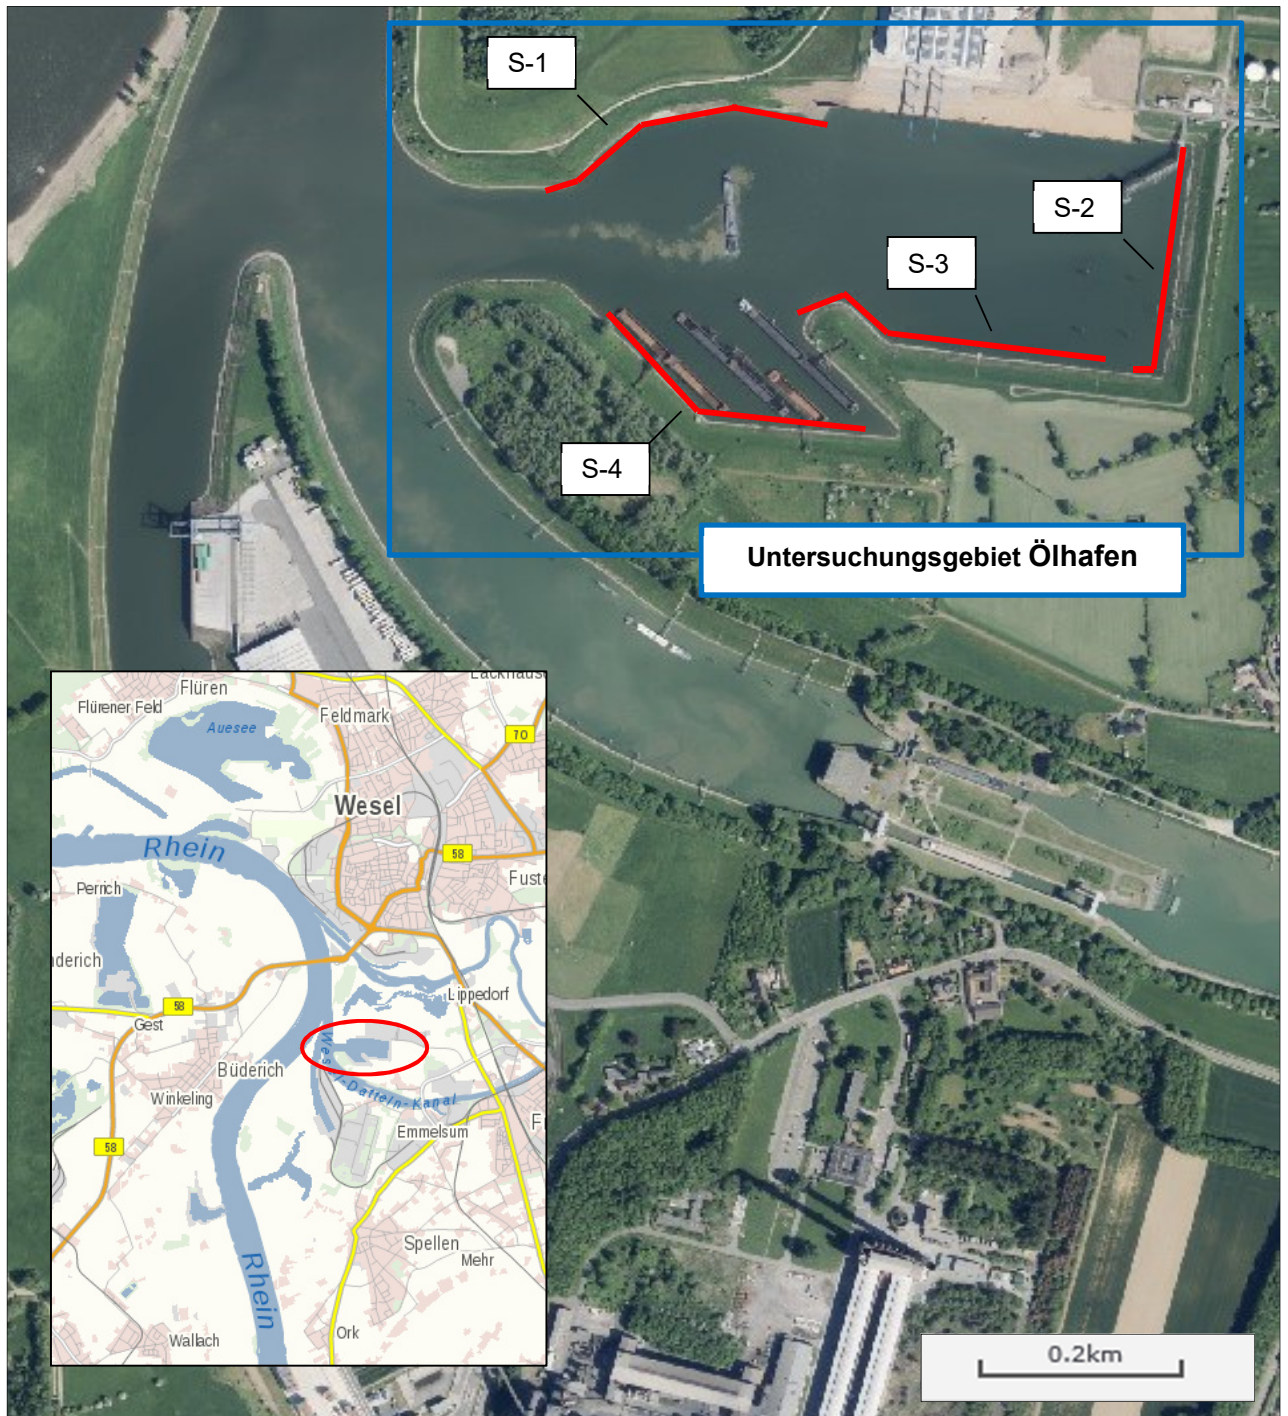 S-1
S-2
S-3
S-4
Untersuchungsgebiet Ölhafen
Flüren
Flürener Feld
Auesee
Feldmark
70
Wesel
Rhein
58
Perrich
58
Lippedorf
Gest
Büderich
Winkeling
Wesel-Datteln-Kanal
Emmelsum
58
Spellen
Mehr
Rhein
Wallach
Ork
0.2km